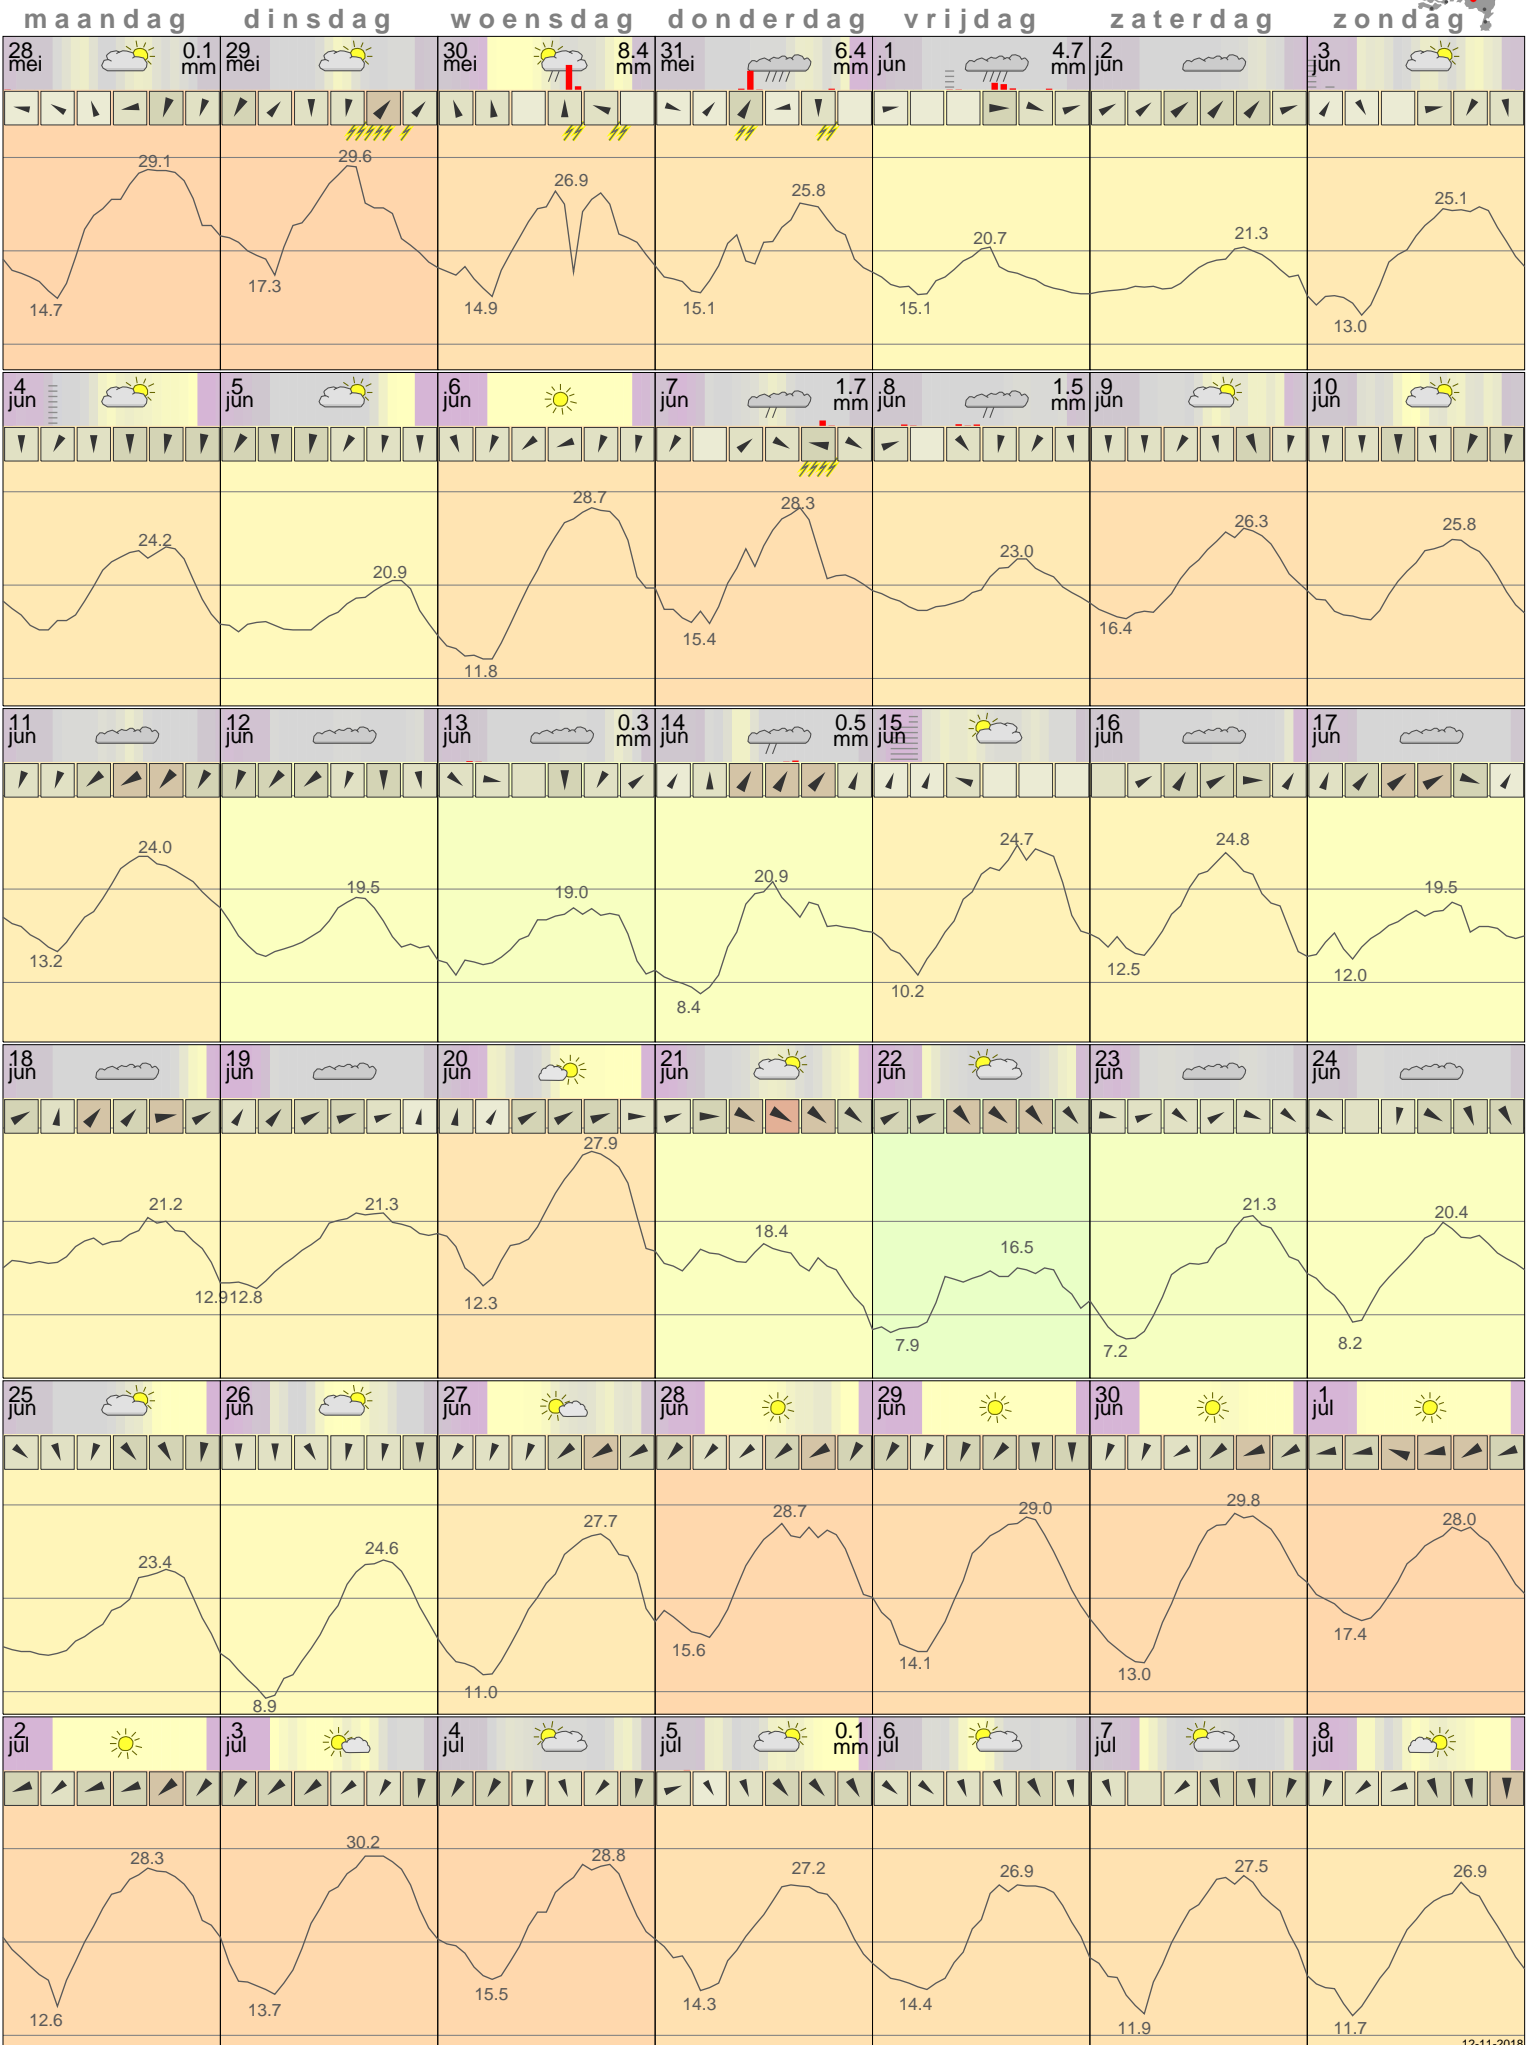 maandag dinsdag woensdag donderdag vrijdag zaterdag zondag
28 mei 0.1 mm 29 mei 30 mei 8.4 mm 31 mei 6.4 mm 1 jun 4.7 mm 2 jun 3 jun
29.1 29.6 26.9 25.8 20.7 21.3 25.1
14.7 17.3 14.9 15.1 15.1 13.0
4 jun 5 jun 6 jun 7 jun 1.7 mm 8 jun 1.5 mm 9 jun 10 jun
24.2 20.9 28.7 28.3 23.0 26.3 25.8
11.8 15.4 16.4
11 jun 12 jun 13 jun 0.3 mm 14 jun 0.5 mm 15 jun 16 jun 17 jun
24.0 19.5 19.0 20.9 24.7 24.8 19.5
13.2 8.4 10.2 12.5 12.0
18 jun 19 jun 20 jun 21 jun 22 jun 23 jun 24 jun
21.2 21.3 27.9 18.4 16.5 21.3 20.4
12.9 12.8 12.3 7.9 7.2 8.2
25 jun 26 jun 27 jun 28 jun 29 jun 30 jun 1 jul
23.4 24.6 27.7 28.7 29.0 29.8 28.0
8.9 11.0 15.6 14.1 13.0 17.4
2 jul 3 jul 4 jul 5 jul 0.1 mm 6 jul 7 jul 8 jul
28.3 30.2 28.8 27.2 26.9 27.5 26.9
12.6 13.7 15.5 14.3 14.4 11.9 11.7
12-11-2018